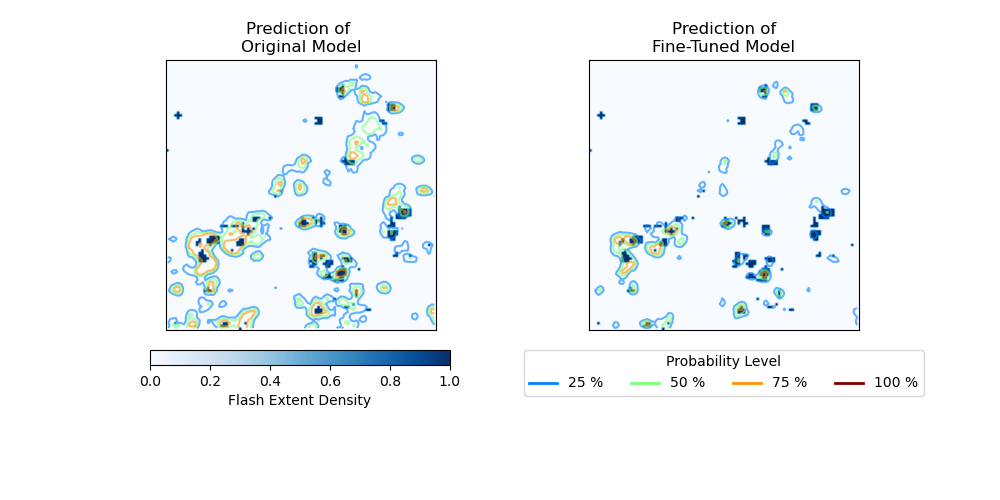 Prediction of
Original Model
Prediction of
Fine-Tuned Model
0.0 0.2 0.4 0.6 0.8 1.0
Flash Extent Density
Probability Level
25 % 50 % 75 % 100 %